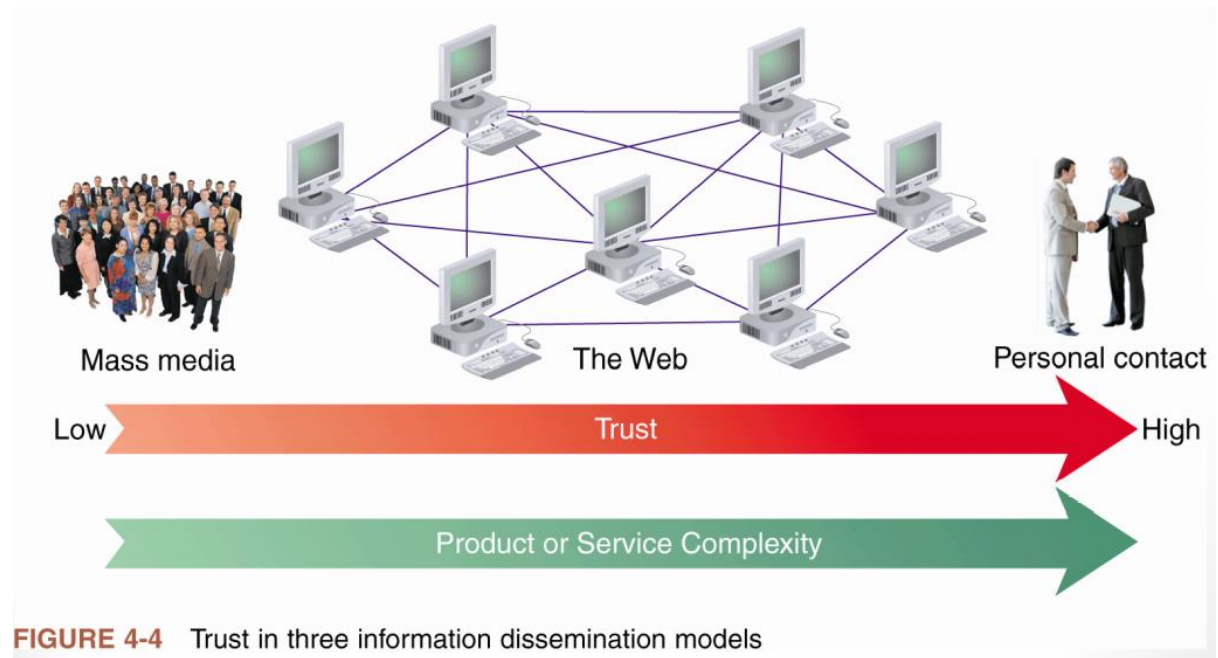 Mass media
The Web
Personal contact
Low
Trust
High
Product or Service Complexity
FIGURE 4-4 Trust in three information dissemination models